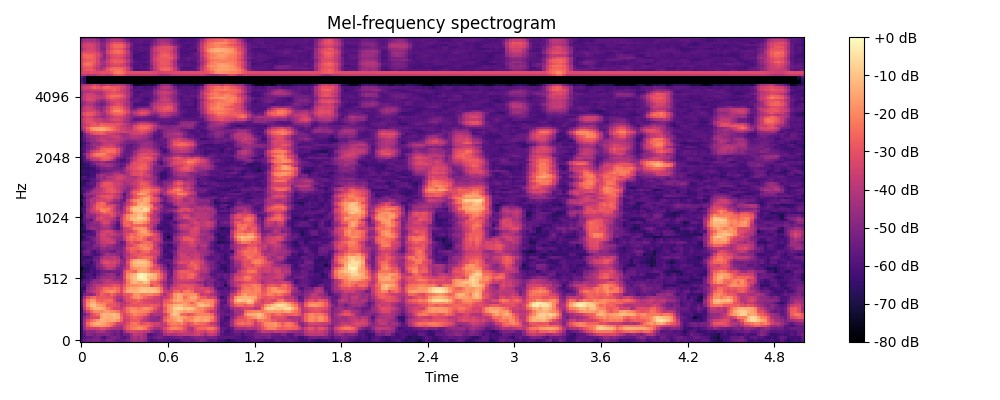 Mel-frequency spectrogram
Hz
4096
2048
1024
512
0
0 0.6 1.2 1.8 2.4 3 3.6 4.2 4.8
Time
+0 dB
-10 dB
-20 dB
-30 dB
-40 dB
-50 dB
-60 dB
-70 dB
-80 dB